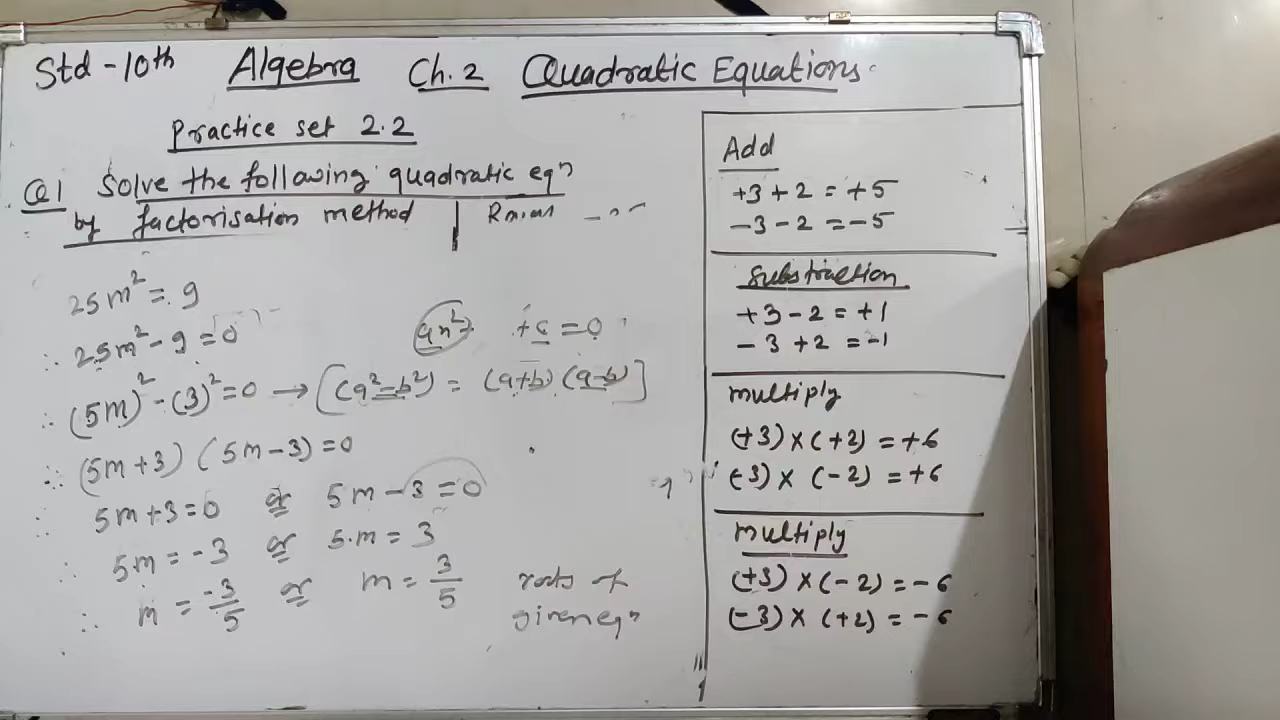 Std - 10th Algebra Ch. 2 Quadratic Equations
Practice set 2.2
Q1 Solve the following quadratic eqn
by factorisation method
25m² = 9
∴ 25m² - 9 = 0
+c = 0
∴ (5m)² - (3)² = 0 → [(a² - b²) = (a+b) (a-b)]
∴ (5m+3) (5m-3) = 0
∴ 5m+3 = 0 or 5m-3 = 0
∴ 5m = -3 or 5m = 3
∴ m = -3/5 or m = 3/5 roots of
given eqn
Add
+3 + 2 = +5
-3 - 2 = -5
Substraction
+3 - 2 = +1
-3 + 2 = -1
multiply
(+3) × (+2) = +6
(-3) × (-2) = +6
multiply
(+3) × (-2) = -6
(-3) × (+2) = -6